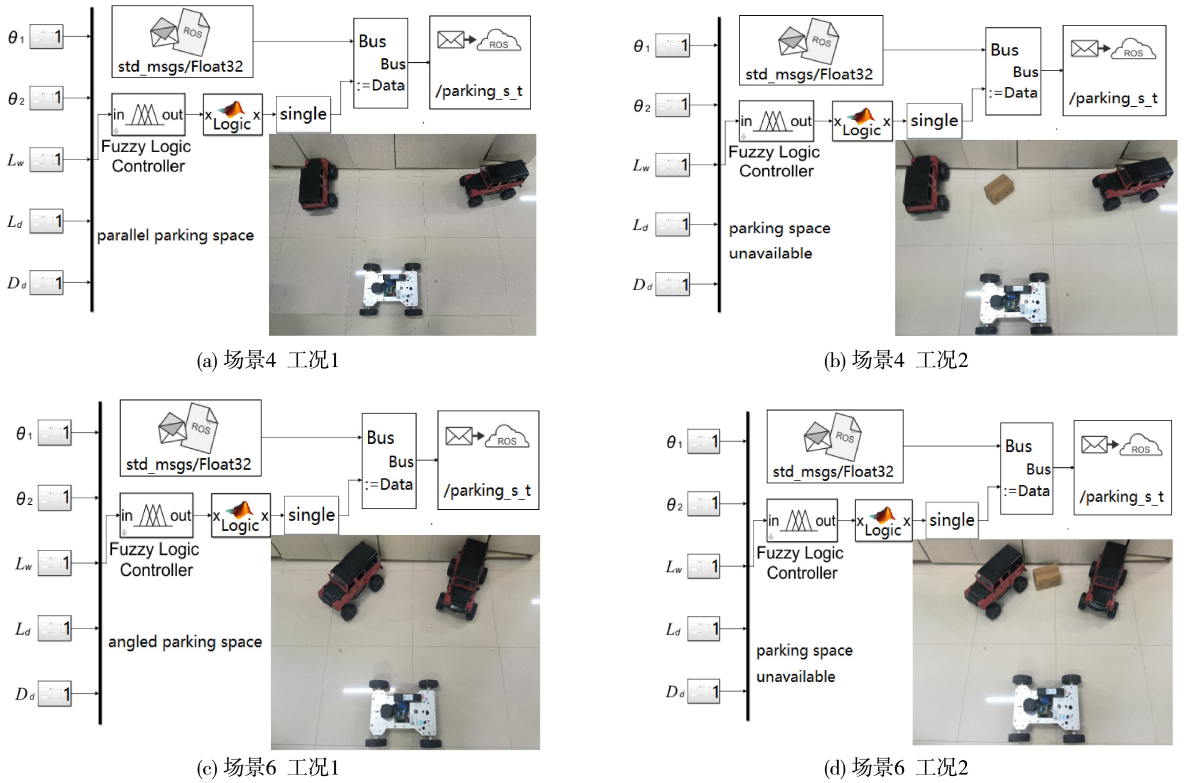 θ1 1
ROS
std_msgs/Float32
Bus
Bus
:=Data
ROS
/parking_s_t
θ2 1
in out
x Logic x
single
Fuzzy Logic
Controller
Lw 1
Ld 1
parallel parking space
Dd 1
(a) 场景4 工况1
θ1 1
ROS
std_msgs/Float32
Bus
Bus
:=Data
ROS
/parking_s_t
θ2 1
in out
x Logic x
single
Fuzzy Logic
Controller
Lw 1
Ld 1
parking space
unavailable
Dd 1
(b) 场景4 工况2
θ1 1
ROS
std_msgs/Float32
Bus
Bus
:=Data
ROS
/parking_s_t
θ2 1
in out
x Logic x
single
Fuzzy Logic
Controller
Lw 1
Ld 1
angled parking space
Dd 1
(c) 场景6 工况1
θ1 1
ROS
std_msgs/Float32
Bus
Bus
:=Data
ROS
/parking_s_t
θ2 1
in out
x Logic x
single
Fuzzy Logic
Controller
Lw 1
Ld 1
parking space
unavailable
Dd 1
(d) 场景6 工况2